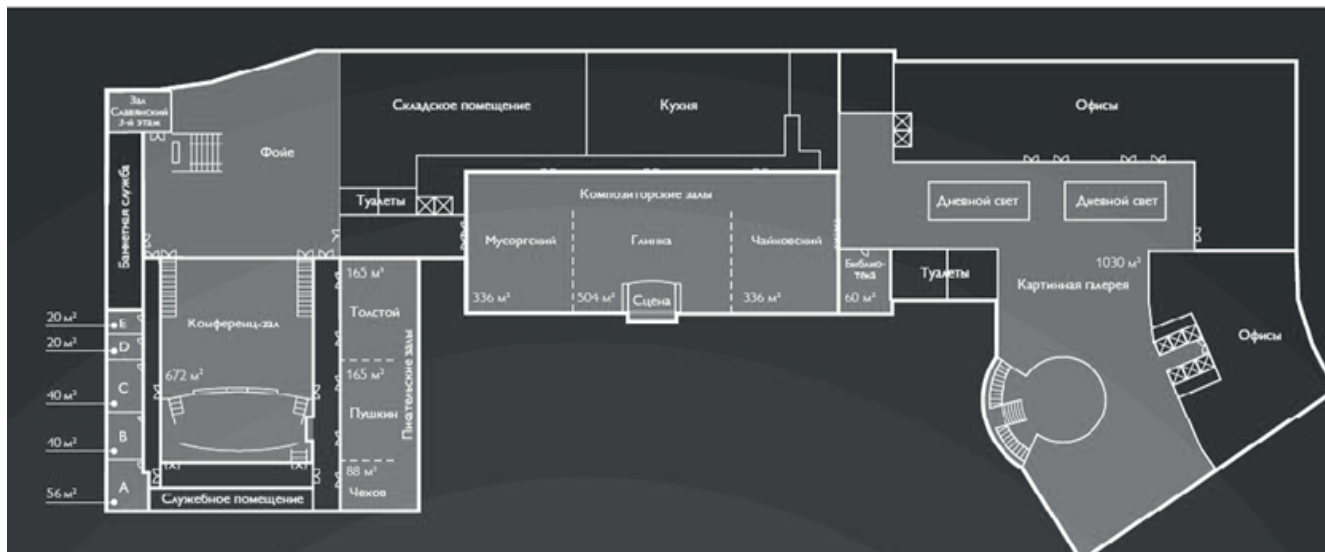 Зал
Славянский
3-й этаж
Фойе
Складское помещение
Кухня
Офисы
Банкетная служба
Туалеты
Композиторские залы
Дневной свет
Дневной свет
Мусоргский
Глинка
Чайковский
336 м²
504 м²
Сцена
336 м²
Библио-
тека
60 м²
Туалеты
1030 м²
Картинная галерея
Офисы
Конференц-зал
672 м²
165 м²
Толстой
165 м²
Пушкин
88 м²
Чехов
Писательские залы
20 м²
E
20 м²
D
40 м²
C
40 м²
B
56 м²
A
Служебное помещение